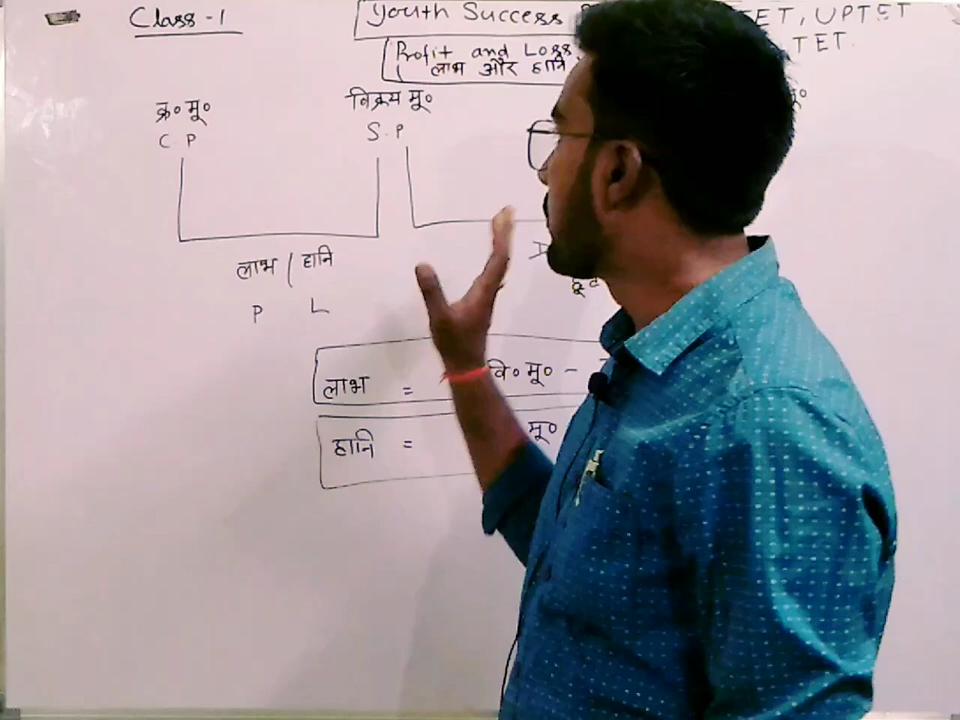 Class - 1
Youth Success
ET, UPTET
TET.
Profit and Loss
( लाभ और हानि
क्र० मू०
विक्रय मू०
C P
S. P
लाभ / हानि
P L
लाभ = वि० मू० -
हानि = मू०